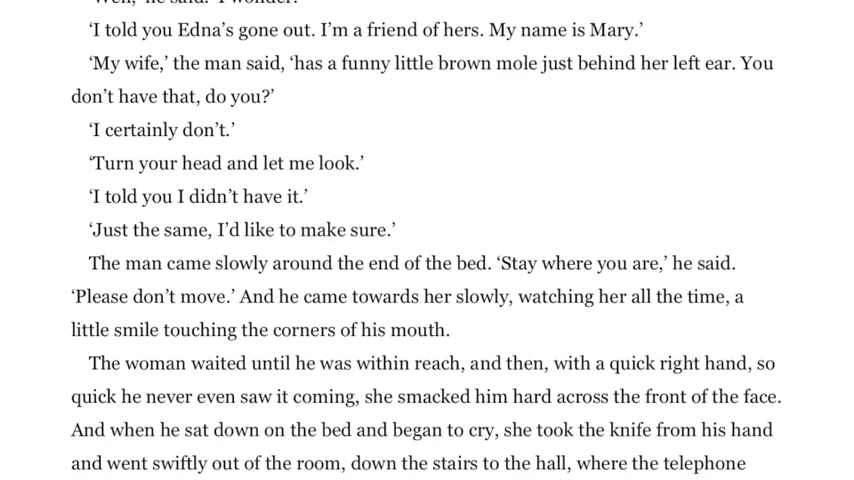 ‘Well,’ he said. ‘I wonder.’
‘I told you Edna’s gone out. I’m a friend of hers. My name is Mary.’
‘My wife,’ the man said, ‘has a funny little brown mole just behind her left ear. You
don’t have that, do you?’
‘I certainly don’t.’
‘Turn your head and let me look.’
‘I told you I didn’t have it.’
‘Just the same, I’d like to make sure.’
The man came slowly around the end of the bed. ‘Stay where you are,’ he said.
‘Please don’t move.’ And he came towards her slowly, watching her all the time, a
little smile touching the corners of his mouth.
The woman waited until he was within reach, and then, with a quick right hand, so
quick he never even saw it coming, she smacked him hard across the front of the face.
And when he sat down on the bed and began to cry, she took the knife from his hand
and went swiftly out of the room, down the stairs to the hall, where the telephone